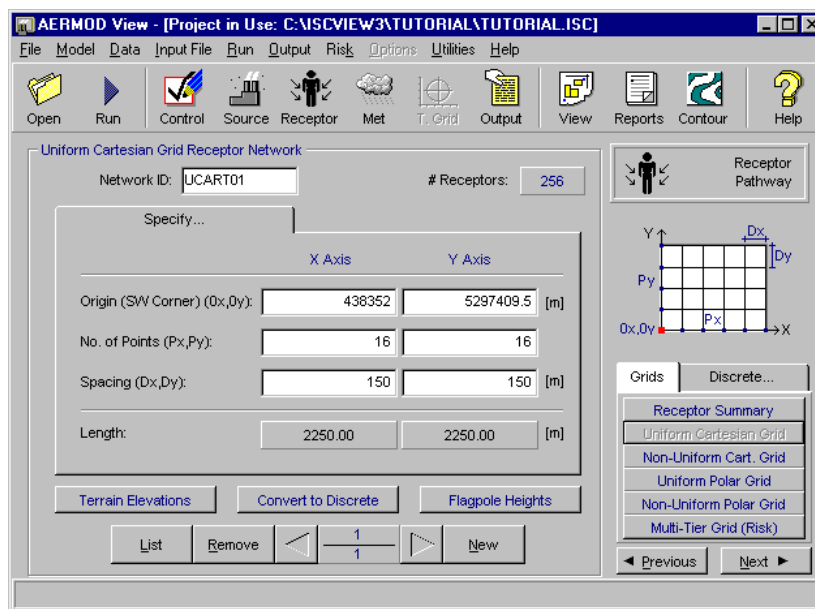 AERMOD View - [Project in Use: C:\ISCVIEW3\TUTORIAL\TUTORIAL.ISC]
File Model Data Input File Run Output Risk Options Utilities Help
Open Run Control Source Receptor Met T. Grid Output View Reports Contour Help
Uniform Cartesian Grid Receptor Network
Network ID: UCART01 # Receptors: 256
Specify...
X Axis Y Axis
Origin (SW Corner) (0x,0y): 438352 5297409.5 [m]
No. of Points (Px,Py): 16 16
Spacing (Dx,Dy): 150 150 [m]
Length: 2250.00 2250.00 [m]
Terrain Elevations Convert to Discrete Flagpole Heights
List Remove 1 1 New
Receptor
Pathway
Y Dx
Dy
Py
Px
0x,0y X
Grids Discrete...
Receptor Summary
Uniform Cartesian Grid
Non-Uniform Cart. Grid
Uniform Polar Grid
Non-Uniform Polar Grid
Multi-Tier Grid (Risk)
Previous Next